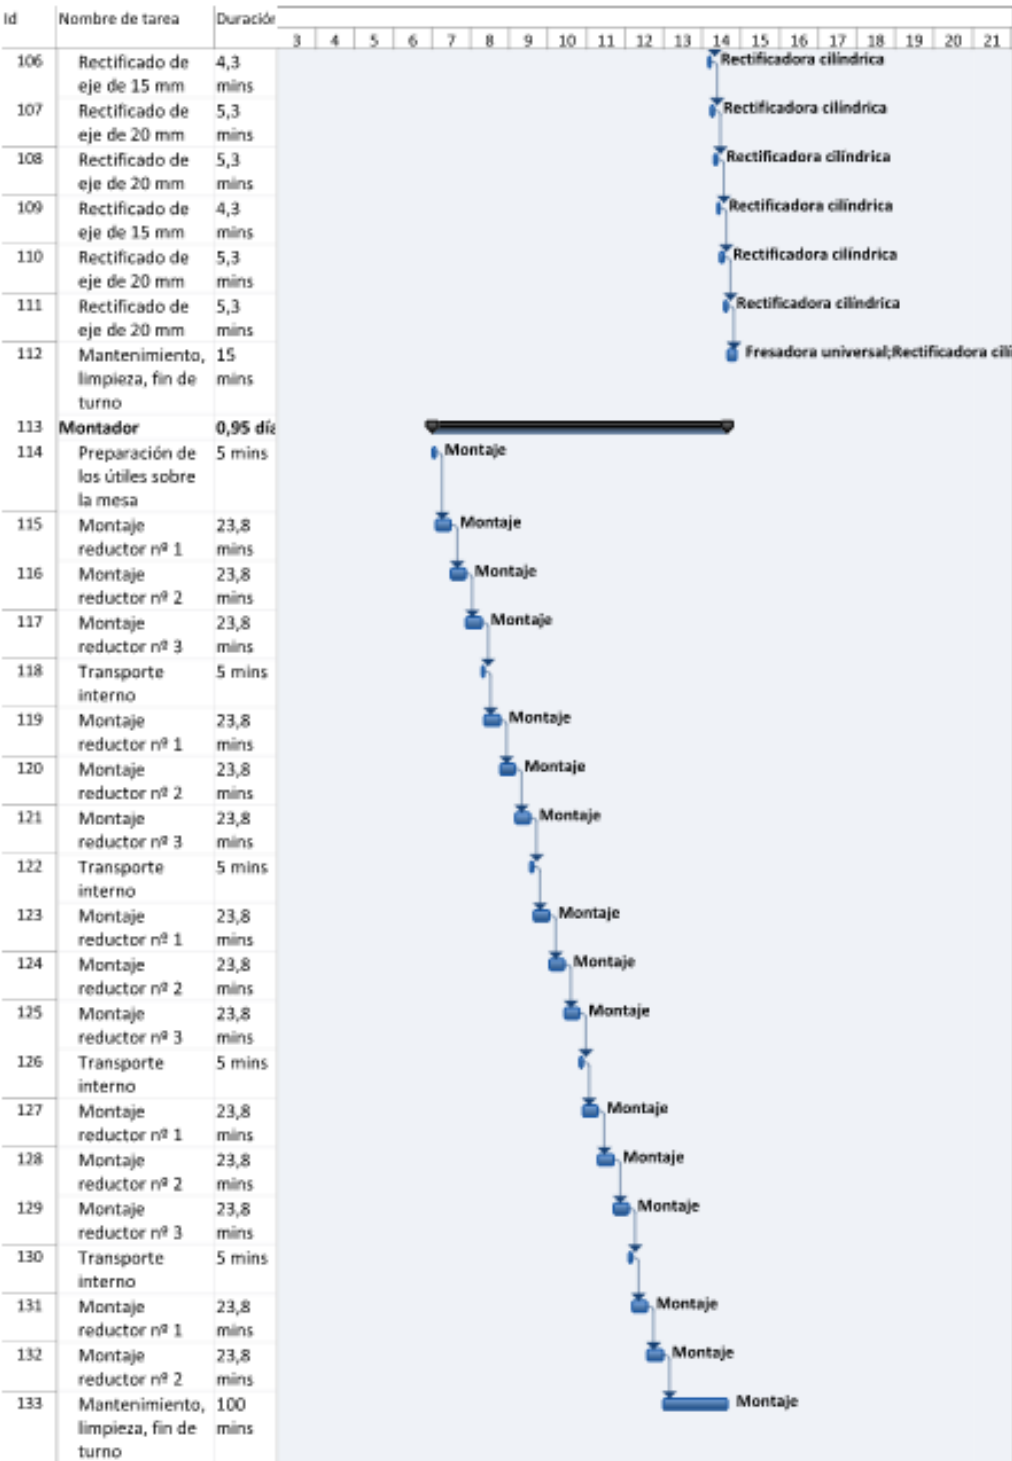 Id Nombre de tarea Duración
3 4 5 6 7 8 9 10 11 12 13 14 15 16 17 18 19 20 21
106 Rectificado de 4,3 Rectificadora cilíndrica
eje de 15 mm mins
107 Rectificado de 5,3 Rectificadora cilíndrica
eje de 20 mm mins
108 Rectificado de 5,3 Rectificadora cilíndrica
eje de 20 mm mins
109 Rectificado de 4,3 Rectificadora cilíndrica
eje de 15 mm mins
110 Rectificado de 5,3 Rectificadora cilíndrica
eje de 20 mm mins
111 Rectificado de 5,3 Rectificadora cilíndrica
eje de 20 mm mins
112 Mantenimiento, 15 Fresadora universal;Rectificadora cilí
limpieza, fin de mins
turno
113 Montador 0,95 día
114 Preparación de 5 mins Montaje
los útiles sobre
la mesa
115 Montaje 23,8 Montaje
reductor nº 1 mins
116 Montaje 23,8 Montaje
reductor nº 2 mins
117 Montaje 23,8 Montaje
reductor nº 3 mins
118 Transporte 5 mins
interno
119 Montaje 23,8 Montaje
reductor nº 1 mins
120 Montaje 23,8 Montaje
reductor nº 2 mins
121 Montaje 23,8 Montaje
reductor nº 3 mins
122 Transporte 5 mins
interno
123 Montaje 23,8 Montaje
reductor nº 1 mins
124 Montaje 23,8 Montaje
reductor nº 2 mins
125 Montaje 23,8 Montaje
reductor nº 3 mins
126 Transporte 5 mins
interno
127 Montaje 23,8 Montaje
reductor nº 1 mins
128 Montaje 23,8 Montaje
reductor nº 2 mins
129 Montaje 23,8 Montaje
reductor nº 3 mins
130 Transporte 5 mins
interno
131 Montaje 23,8 Montaje
reductor nº 1 mins
132 Montaje 23,8 Montaje
reductor nº 2 mins
133 Mantenimiento, 100 Montaje
limpieza, fin de mins
turno